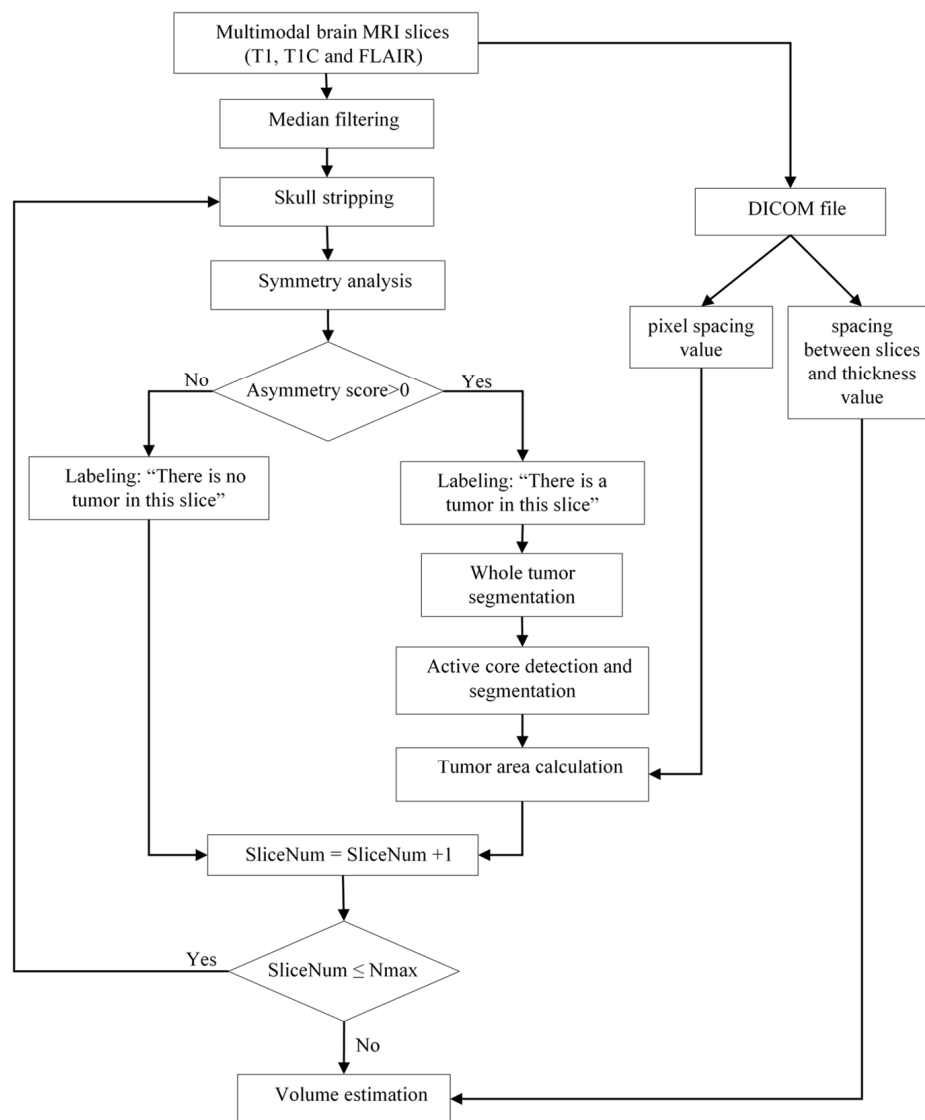 Multimodal brain MRI slices
(T1, T1C and FLAIR)
Median filtering
Skull stripping
DICOM file
Symmetry analysis
pixel spacing
value
spacing
between slices
and thickness
value
No
Asymmetry score>0
Yes
Labeling: “There is no
tumor in this slice”
Labeling: “There is a
tumor in this slice”
Whole tumor
segmentation
Active core detection and
segmentation
Tumor area calculation
SliceNum = SliceNum +1
Yes
SliceNum ≤ Nmax
No
Volume estimation